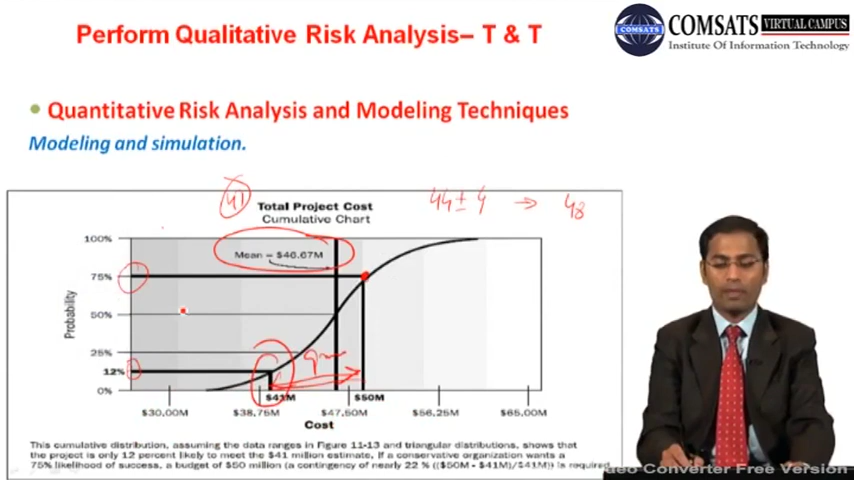 Perform Qualitative Risk Analysis– T & T
COMSATS
COMSATS VIRTUAL CAMPUS
Institute Of Information Technology
Quantitative Risk Analysis and Modeling Techniques
Modeling and simulation.
41
Total Project Cost
Cumulative Chart
44 ± 4 → 48
100%
Mean = $46.67M
75%
Probability
50%
25%
12%
0%
$41M
$50M
$30.00M
$38.75M
$47.50M
$56.25M
$65.00M
Cost
This cumulative distribution, assuming the data ranges in Figure 11-13 and triangular distributions, shows that
the project is only 12 percent likely to meet the $41 million estimate. If a conservative organization wants a
75% likelihood of success, a budget of $50 million (a contingency of nearly 22 % (($50M - $41M)/$41M)) is required
deo Converter Free Version